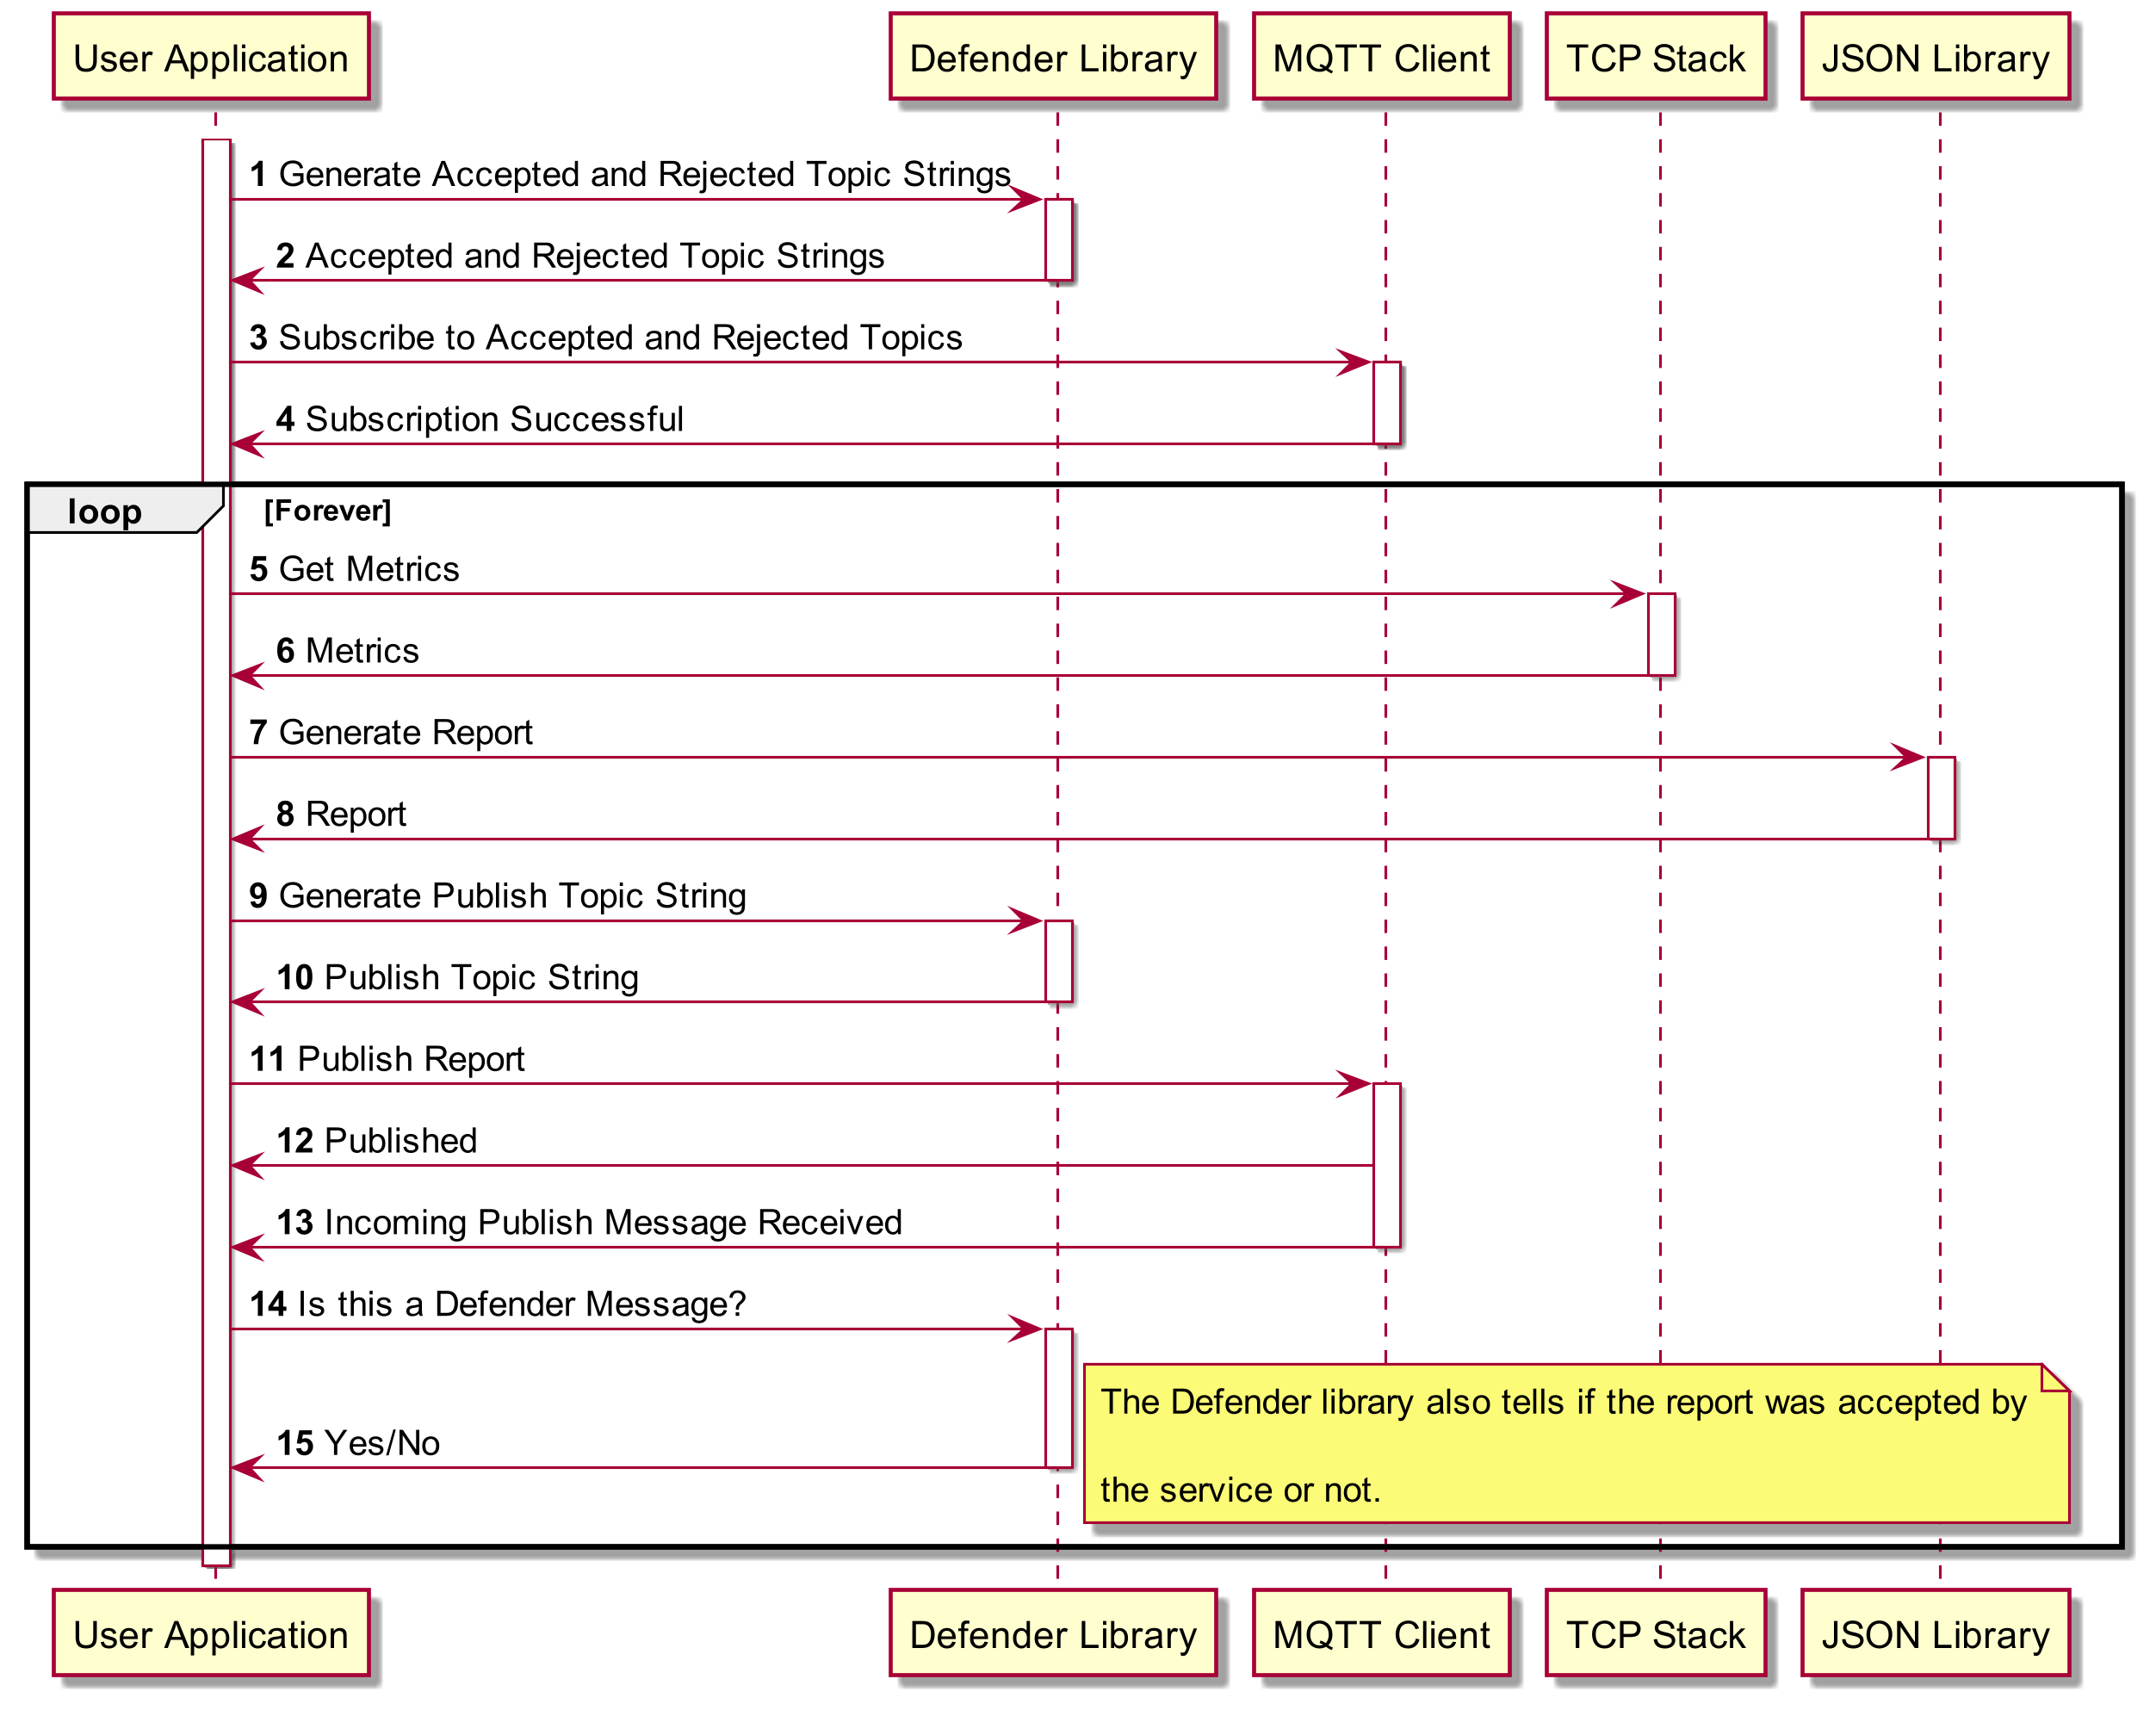 User Application
Defender Library
MQTT Client
TCP Stack
JSON Library
1 Generate Accepted and Rejected Topic Strings
2 Accepted and Rejected Topic Strings
3 Subscribe to Accepted and Rejected Topics
4 Subscription Successful
loop [Forever]
5 Get Metrics
6 Metrics
7 Generate Report
8 Report
9 Generate Publish Topic String
10 Publish Topic String
11 Publish Report
12 Published
13 Incoming Publish Message Received
14 Is this a Defender Message?
The Defender library also tells if the report was accepted by
15 Yes/No
the service or not.
User Application
Defender Library
MQTT Client
TCP Stack
JSON Library